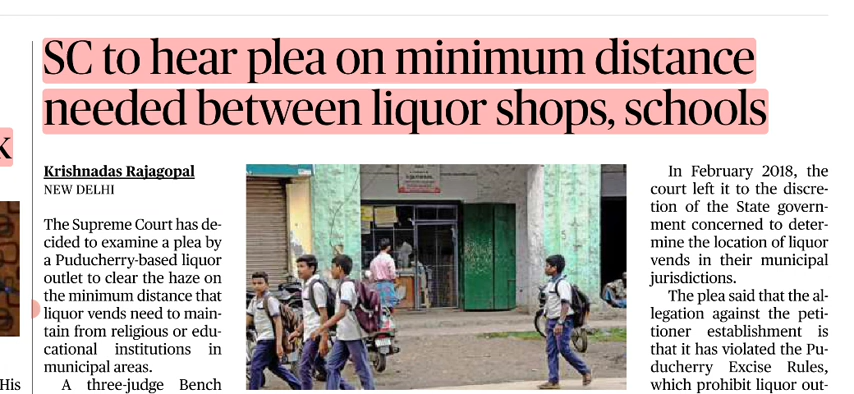 SC to hear plea on minimum distance
needed between liquor shops, schools
x
Krishnadas Rajagopal
NEW DELHI
The Supreme Court has de-
cided to examine a plea by
a Puducherry-based liquor
outlet to clear the haze on
the minimum distance that
liquor vends need to main-
tain from religious or edu-
cational institutions in
municipal areas.
A three-judge Bench
In February 2018, the
court left it to the discre-
tion of the State govern-
ment concerned to deter-
mine the location of liquor
vends in their municipal
jurisdictions.
The plea said that the al-
legation against the peti-
tioner establishment is
that it has violated the Pu-
ducherry Excise Rules,
which prohibit liquor out-
His